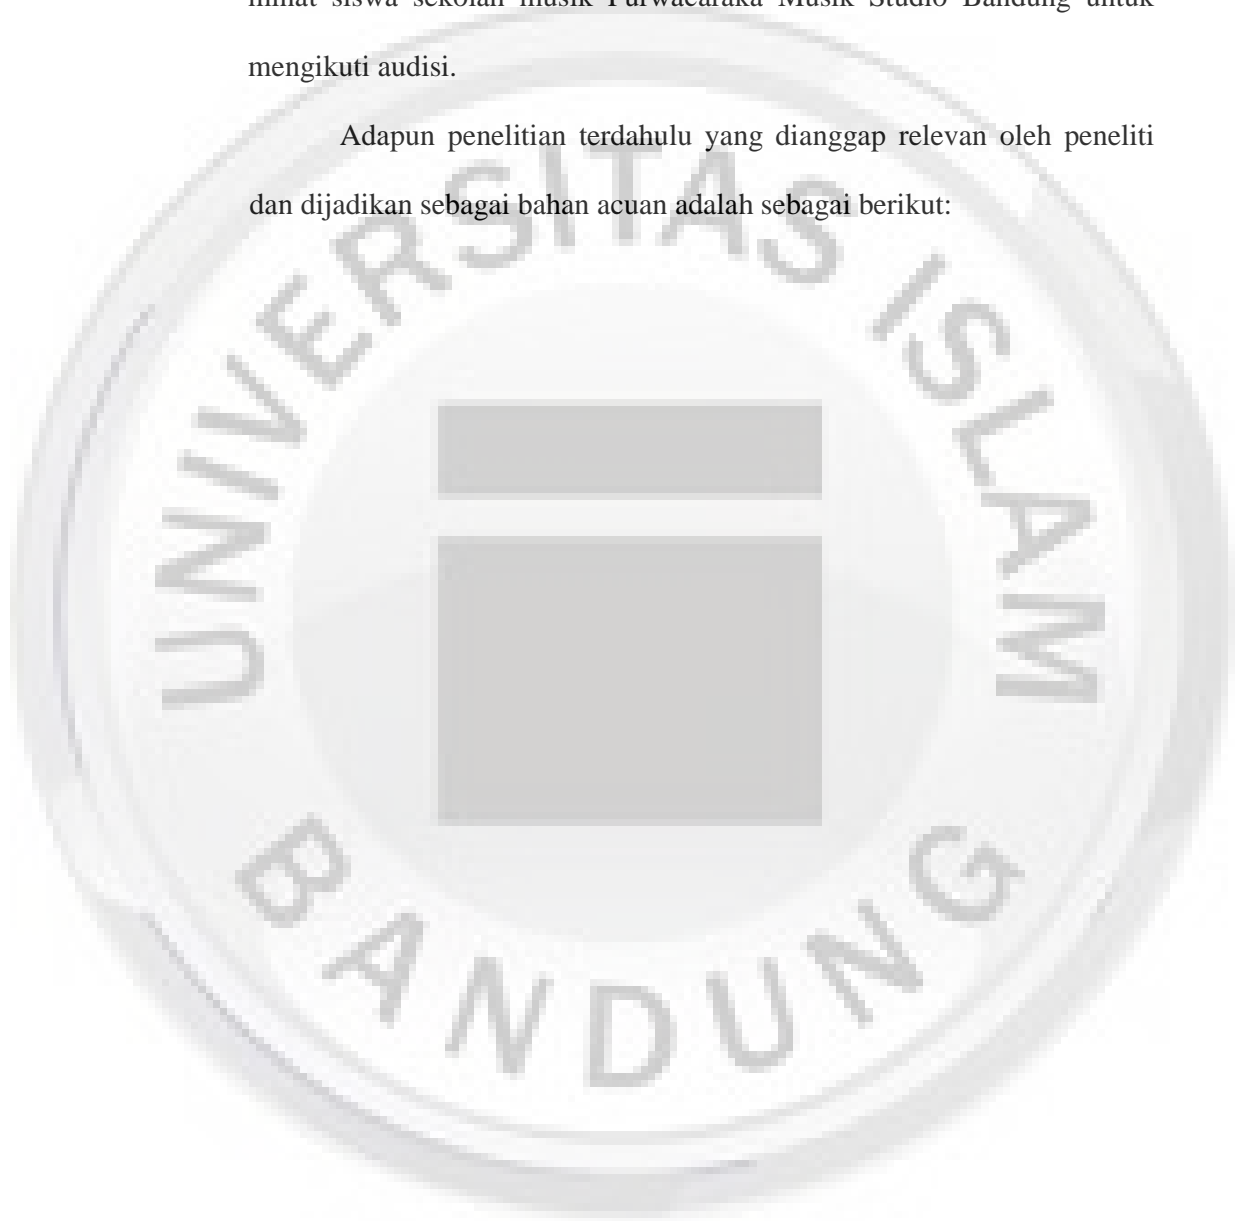 minat siswa sekolah musik Purwacaraka Musik Studio Bandung untuk
mengikuti audisi.
Adapun penelitian terdahulu yang dianggap relevan oleh peneliti
dan dijadikan sebagai bahan acuan adalah sebagai berikut:
UNIVERSITAS ISLAM
BANDUNG